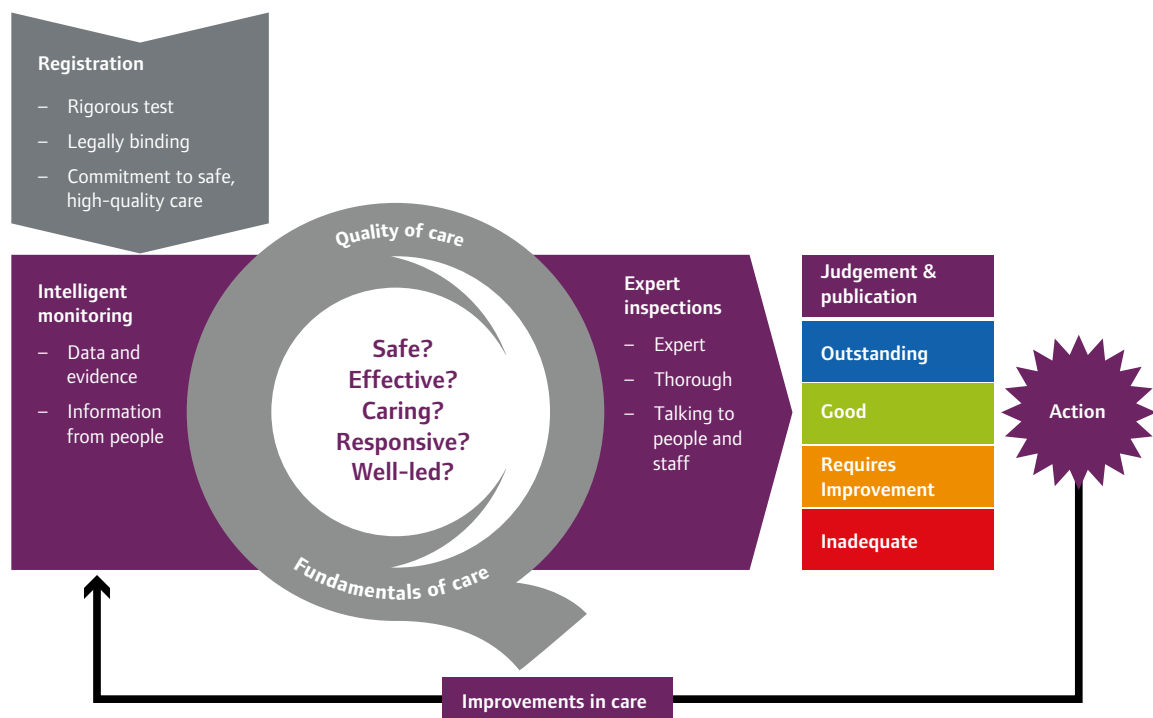 Registration
– Rigorous test
– Legally binding
– Commitment to safe,
high-quality care
Intelligent
monitoring
– Data and
evidence
– Information
from people
Quality of care
Safe?
Effective?
Caring?
Responsive?
Well-led?
Fundamentals of care
Expert
inspections
– Expert
– Thorough
– Talking to
people and
staff
Judgement &
publication
Outstanding
Good
Requires
Improvement
Inadequate
Action
Improvements in care